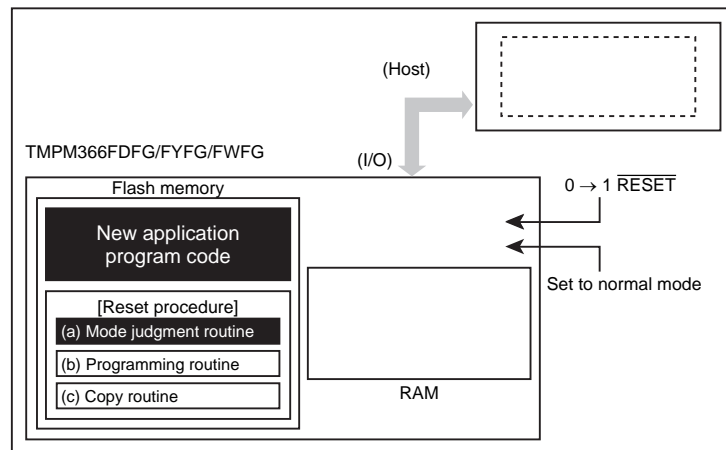 (Host)
TMPM366FDFG/FYFG/FWFG
(I/O)
Flash memory
New application
program code
[Reset procedure]
(a) Mode judgment routine
(b) Programming routine
(c) Copy routine
RAM
0 → 1 RESET
Set to normal mode